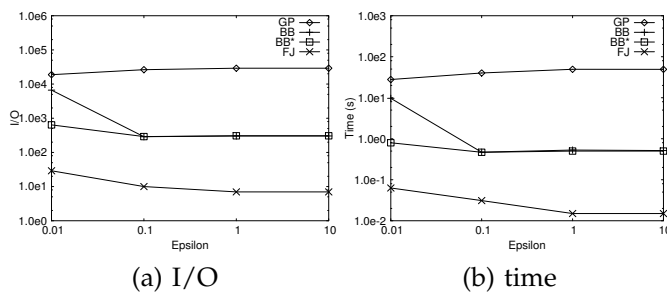 1.0e6
1.0e5
1.0e4
1.0e3
1.0e2
1.0e1
1.0e0
I/O
GP
BB
BB*
FJ
0.01 0.1 1 10
Epsilon
(a) I/O
1.0e3
1.0e2
1.0e1
1.0e0
1.0e-1
1.0e-2
Time (s)
GP
BB
BB*
FJ
0.01 0.1 1 10
Epsilon
(b) time